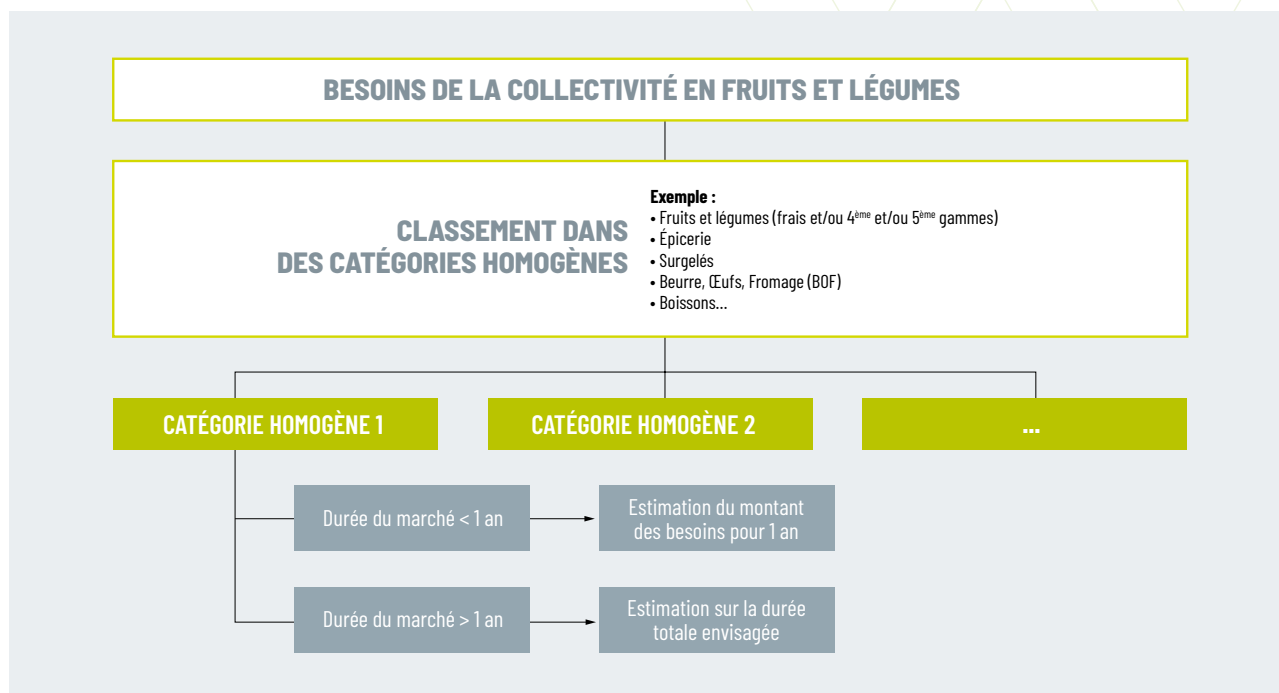 BESOINS DE LA COLLECTIVITÉ EN FRUITS ET LÉGUMES
CLASSEMENT DANS
DES CATÉGORIES HOMOGÈNES
Exemple :
• Fruits et légumes (frais et/ou 4ème et/ou 5ème gammes)
• Épicerie
• Surgelés
• Beurre, Œufs, Fromage (BOF)
• Boissons...
CATÉGORIE HOMOGÈNE 1
CATÉGORIE HOMOGÈNE 2
...
Durée du marché < 1 an
Estimation du montant
des besoins pour 1 an
Durée du marché > 1 an
Estimation sur la durée
totale envisagée